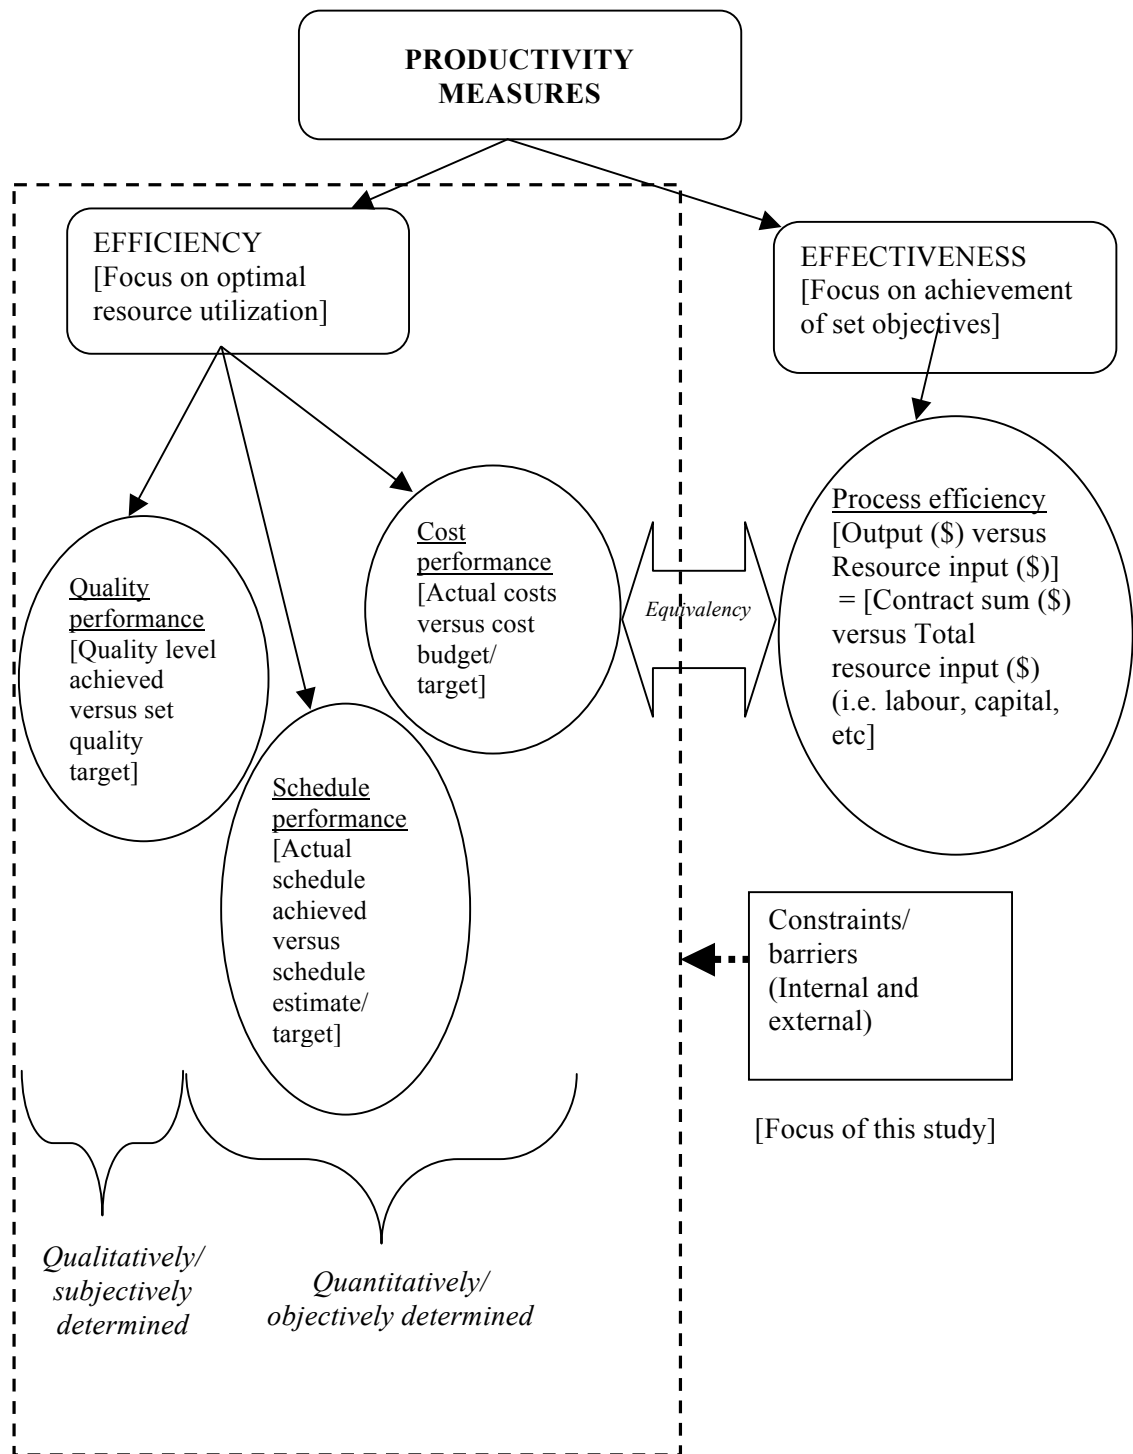 PRODUCTIVITY
MEASURES
EFFICIENCY
[Focus on optimal
resource utilization]
EFFECTIVENESS
[Focus on achievement
of set objectives]
Quality
performance
[Quality level
achieved
versus set
quality
target]
Schedule
performance
[Actual
schedule
achieved
versus
schedule
estimate/
target]
Cost
performance
[Actual costs
versus cost
budget/
target]
Equivalency
Process efficiency
[Output ($) versus
Resource input ($)]
= [Contract sum ($)
versus Total
resource input ($)
(i.e. labour, capital,
etc]
Constraints/
barriers
(Internal and
external)
[Focus of this study]
Qualitatively/
subjectively
determined
Quantitatively/
objectively determined